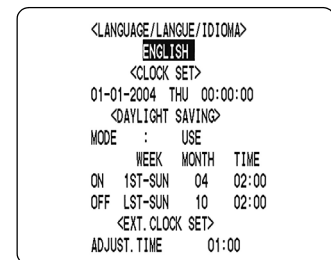 <LANGUAGE/LANGUE/IDIOMA>
ENGLISH
<CLOCK SET>
01-01-2004 THU 00:00:00
<DAYLIGHT SAVING>
MODE : USE
WEEK MONTH TIME
ON 1ST-SUN 04 02:00
OFF LST-SUN 10 02:00
<EXT.CLOCK SET>
ADJUST.TIME 01:00